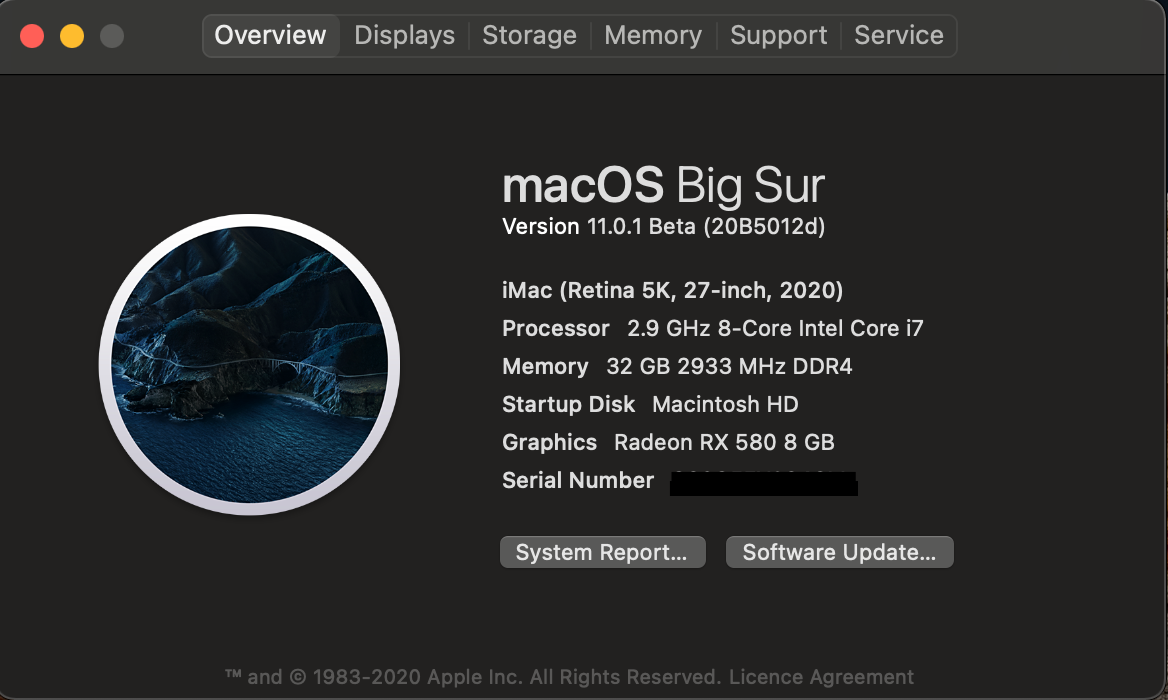 Overview Displays Storage Memory Support Service
macOS Big Sur
Version 11.0.1 Beta (20B5012d)
iMac (Retina 5K, 27-inch, 2020)
Processor 2.9 GHz 8-Core Intel Core i7
Memory 32 GB 2933 MHz DDR4
Startup Disk Macintosh HD
Graphics Radeon RX 580 8 GB
Serial Number
System Report... Software Update...
™ and © 1983-2020 Apple Inc. All Rights Reserved. Licence Agreement